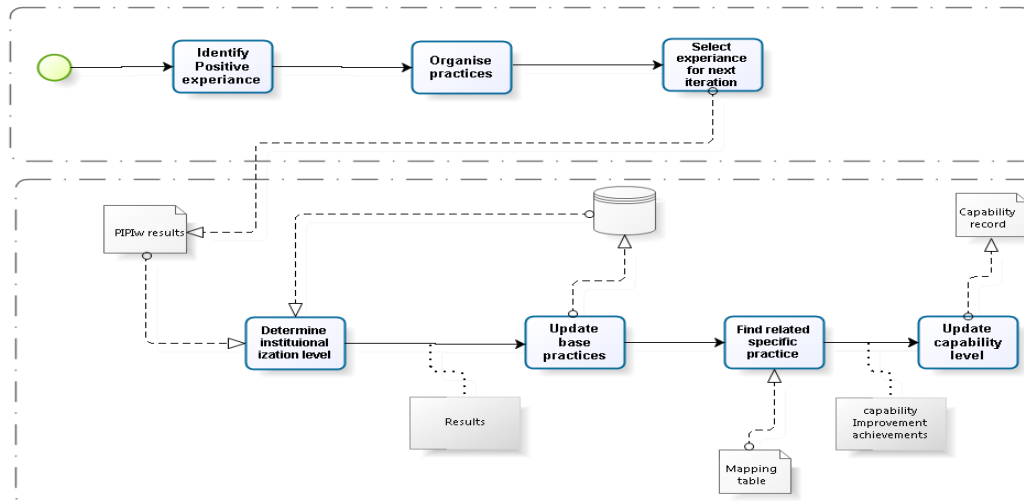 Identify
Positive
experiance
Organise
practices
Select
experiance
for next
iteration
PIPIw results
Capability
record
Determine
instituional
ization level
Update
base
practices
Find related
specific
practice
Update
capability
level
Results
capability
Improvement
achievements
Mapping
table